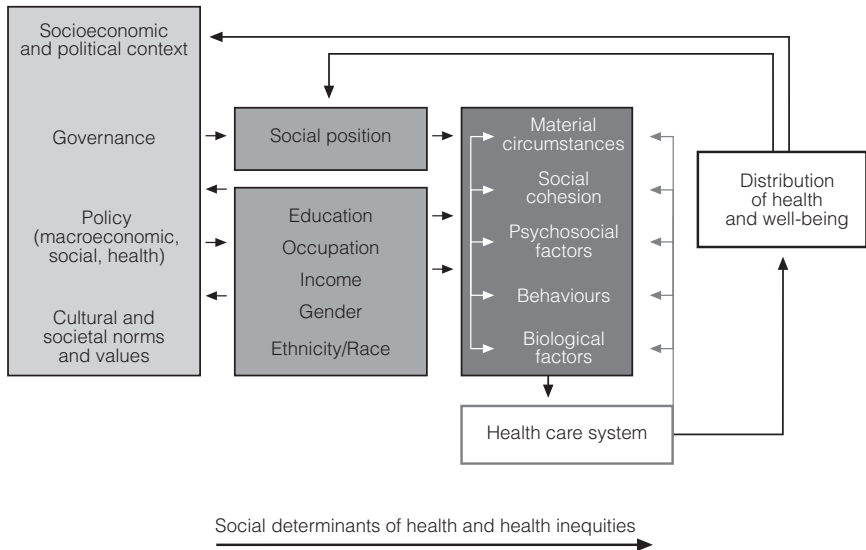 Socioeconomic
and political context
Governance
Policy
(macroeconomic,
social, health)
Cultural and
societal norms
and values
Social position
Education
Occupation
Income
Gender
Ethnicity/Race
Material
circumstances
Social
cohesion
Psychosocial
factors
Behaviours
Biological
factors
Health care system
Distribution
of health
and well-being
Social determinants of health and health inequities